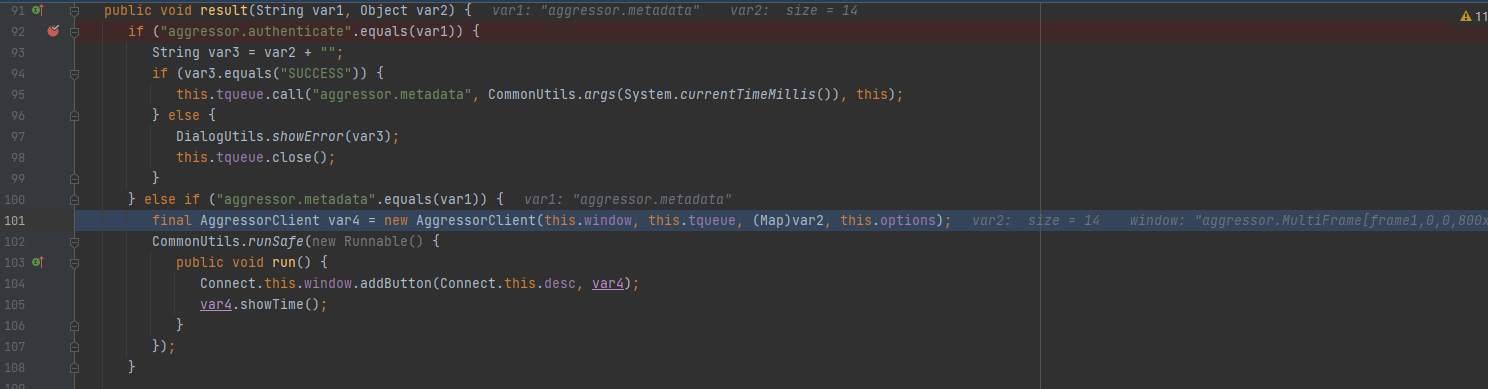 91 public void result(String var1, Object var2) { var1: "aggressor.metadata" var2: size = 14
92 if ("aggressor.authenticate".equals(var1)) {
93 String var3 = var2 + "";
94 if (var3.equals("SUCCESS")) {
95 this.tqueue.call("aggressor.metadata", CommonUtils.args(System.currentTimeMillis()), this);
96 } else {
97 DialogUtils.showError(var3);
98 this.tqueue.close();
99 }
100 } else if ("aggressor.metadata".equals(var1)) { var1: "aggressor.metadata"
101 final AggressorClient var4 = new AggressorClient(this.window, this.tqueue, (Map)var2, this.options); var2: size = 14 window: "aggressor.MultiFrame[frame1,0,0,800x
102 CommonUtils.runSafe(new Runnable() {
103 public void run() {
104 Connect.this.window.addButton(Connect.this.desc, var4);
105 var4.showTime();
106 }
107 });
108 }
11